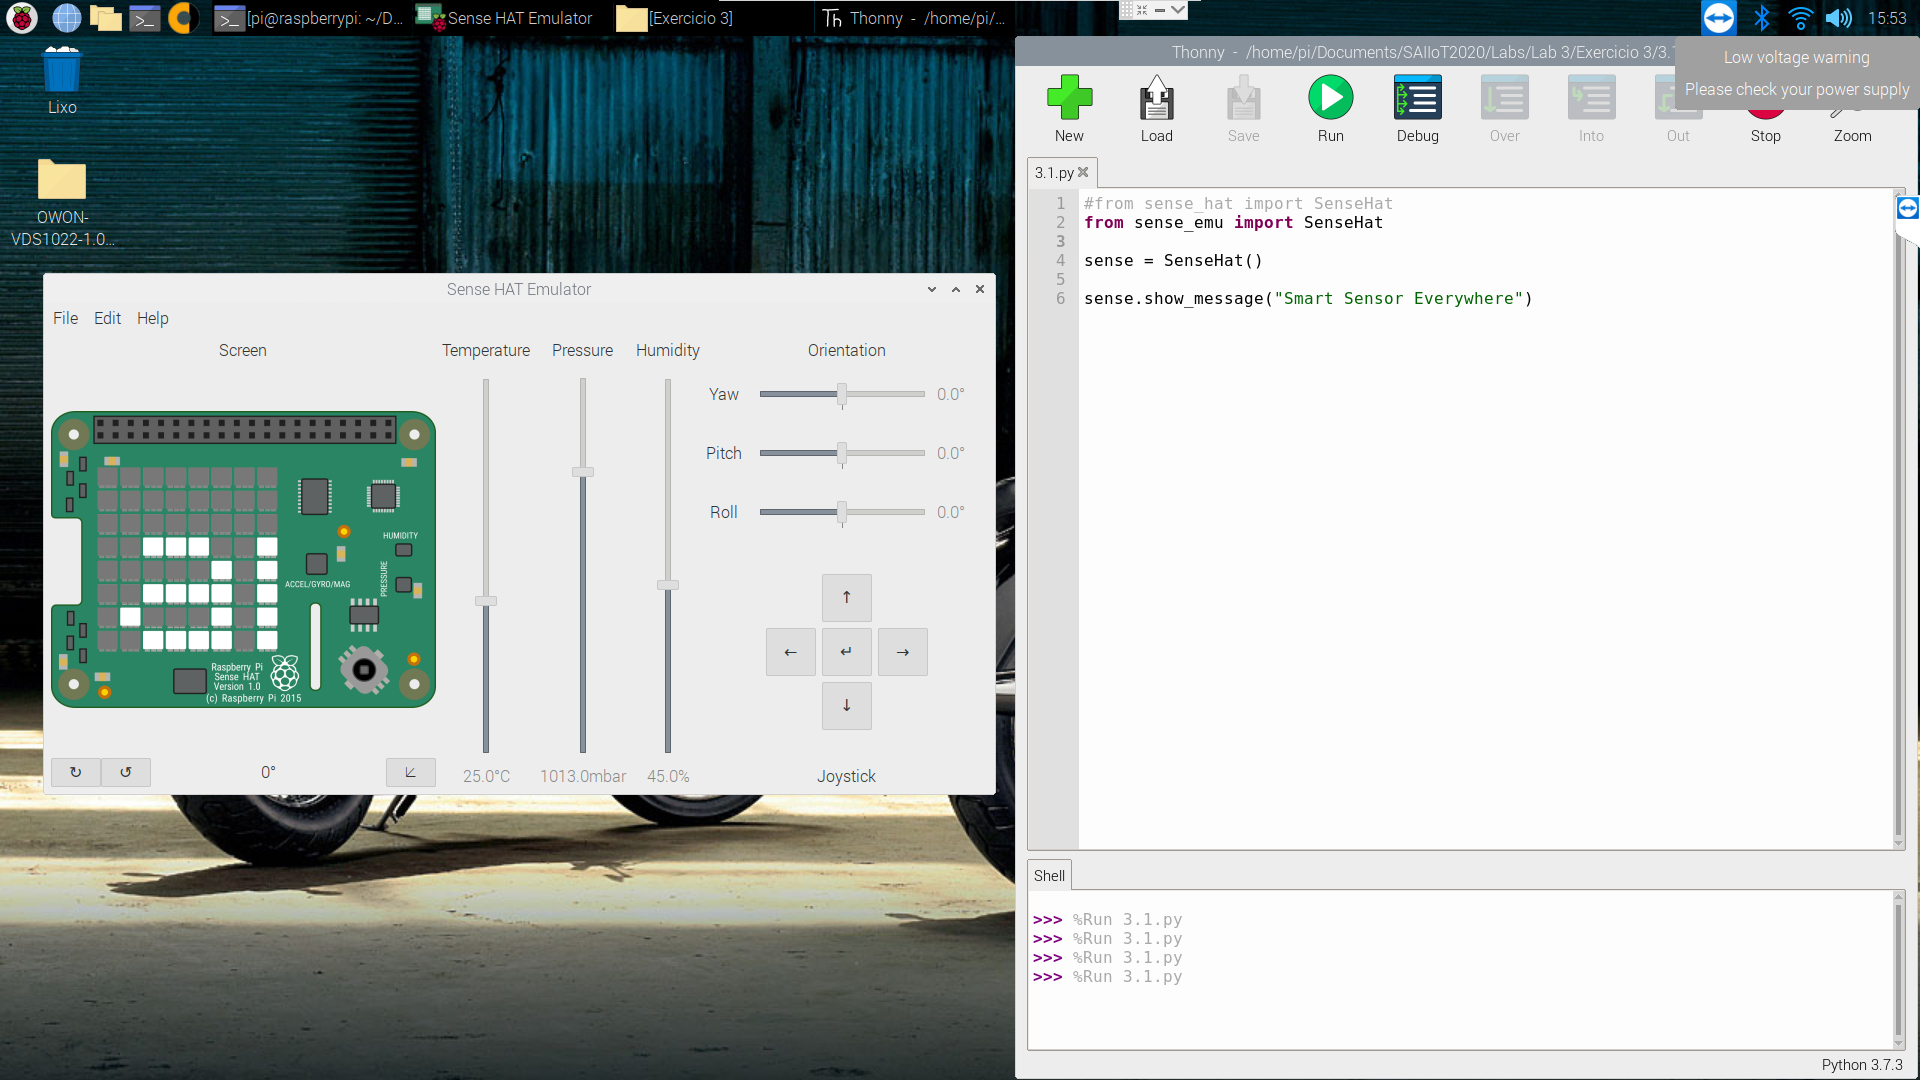 [pi@raspberrypi: ~/D...
Sense HAT Emulator
[Exercicio 3]
Thonny - /home/pi/...
15:53
Lixo
OWON-
VDS1022-1.0...
Thonny - /home/pi/Documents/SAIIoT2020/Labs/Lab 3/Exercicio 3/3.
Low voltage warning
Please check your power supply
New
Load
Save
Run
Debug
Over
Into
Out
Stop
Zoom
3.1.py
1 #from sense_hat import SenseHat
2 from sense_emu import SenseHat
3
4 sense = SenseHat()
5
6 sense.show_message("Smart Sensor Everywhere")
Sense HAT Emulator
File Edit Help
Screen
Temperature
Pressure
Humidity
Orientation
Yaw 0.0°
Pitch 0.0°
Roll 0.0°
HUMIDITY
PRESSURE
ACCEL/GYRO/MAG
Raspberry Pi
Sense HAT
Version 1.0
(c) Raspberry Pi 2015
0°
25.0°C
1013.0mbar
45.0%
Joystick
Shell
>>> %Run 3.1.py
>>> %Run 3.1.py
>>> %Run 3.1.py
>>> %Run 3.1.py
Python 3.7.3